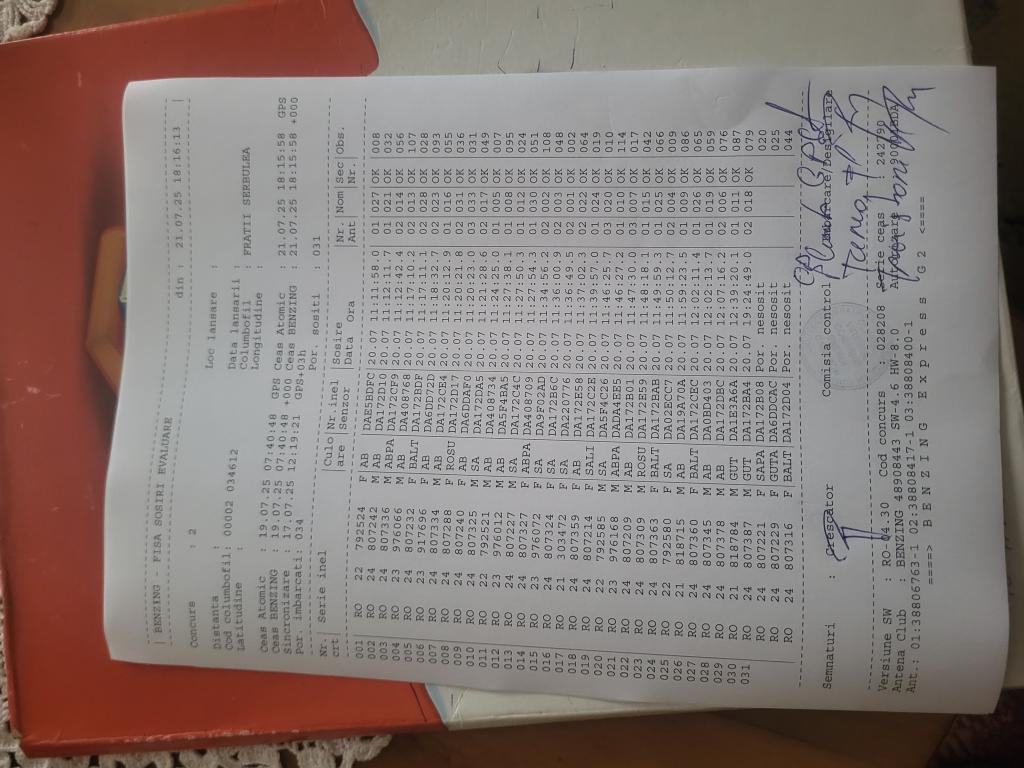 | BENZING - FISA SOSIRI EVALUARE din : 21.07.25 18:16:13 |
Concurs : 2
Distanta : Loc lansare :
Cod columbofil: 00002 034612 Data lansarii :
Latitudine : Columbofil : FRATII SERBULEA
Longitudine :
Ceas Atomic : 19.07.25 07:40:48 GPS Ceas Atomic : 21.07.25 18:15:58 GPS
Ceas BENZING : 19.07.25 07:40:48 +000 Ceas BENZING : 21.07.25 18:15:58 +000
Sincronizare : 17.07.25 12:19:21 GPS+03h
Por. imbarcati: 034 Por. sositi : 031
Nr | Serie inel |Culo Nr.inel |Sosire |Nr. |Nom |Sec |Obs.
crt| |are Senzor |Data Ora |Ant | |Nr. |
001 RO 22 792524 F AB DAE5BDFC 20.07 11:11:58.0 01 027 OK 008
002 RO 24 807242 M AB DA172D10 20.07 11:12:11.7 01 021 OK 032
003 RO 24 807336 M ABPA DA172CF9 20.07 11:12:42.4 02 014 OK 056
004 RO 23 976066 M AB DA408768 20.07 11:17:10.2 02 013 OK 107
005 RO 24 807232 F BALT DA172BDF 20.07 11:17:11.1 02 028 OK 028
006 RO 23 917696 F AB DA6DD72D 20.07 11:18:27.7 02 023 OK 093
007 RO 24 807334 M AB DA172CE4 20.07 11:20:12.9 01 016 OK 055
008 RO 24 807288 F ROSU DA172D17 20.07 11:20:21.8 01 031 OK 036
009 RO 24 807240 F AB DA6DDAF0 20.07 11:20:23.0 03 033 OK 031
010 RO 24 807325 M SA DA172DA5 20.07 11:21:28.6 02 017 OK 049
011 RO 22 792521 M AB DA408734 20.07 11:24:25.0 01 005 OK 007
012 RO 23 976012 M AB DA5F4BA5 20.07 11:27:38.1 01 008 OK 095
013 RO 24 807227 M SA DA172C4C 20.07 11:27:50.3 01 012 OK 024
014 RO 24 F ABPA DA408709 20.07 11:31:54.3 01 030 OK 051
015 RO 23 976072 F SA DA9F02AD 20.07 11:34:56.2 01 002 OK 108
016 RO 24 807324 F SA DA172B6C 20.07 11:36:00.9 02 003 OK 048
017 RO 21 303472 F SA DA220776 20.07 11:36:49.5 03 001 OK 002
018 RO 24 807359 F AB DA172E58 20.07 11:37:02.3 02 022 OK 064
019 RO 24 807214 F SALI DA172C2E 20.07 11:39:57.0 01 024 OK 019
020 RO 22 792585 M SA DA5F4C26 20.07 11:46:25.7 03 020 OK 010
021 RO 23 976168 M ABPA DADA4EE5 20.07 11:46:27.2 01 010 OK 114
022 RO 24 807209 M AB DA172BD1 20.07 11:47:30.0 03 007 OK 017
023 RO 24 807309 M ROSU DA172E59 20.07 11:48:48.1 01 015 OK 042
024 RO 24 807363 F BALT DA172BAB 20.07 11:49:59.3 02 025 OK 066
025 RO 22 792580 F SA DA02ECC7 20.07 11:50:12.7 01 004 OK 009
026 RO 21 818715 M AB DA19A70A 20.07 11:59:23.5 01 009 OK 086
027 RO 24 807360 F BALT DA172CEC 20.07 12:02:11.4 02 026 OK 065
028 RO 24 807345 M AB DA0BD403 20.07 12:02:13.7 01 019 OK 059
029 RO 24 807378 M AB DA172DBC 20.07 12:07:16.2 02 006 OK 076
030 RO 21 818784 M GUT DA1E3A6A 20.07 12:39:20.1 01 011 OK 087
031 RO 24 807387 M GUT DA172BA4 20.07 19:24:49.0 02 018 OK 079
RO 24 807221 F SAPA DA172B08 Por. nesosit 020
RO 23 976229 F GUTA DA6DDCAC Por. nesosit 025
RO 24 807316 F BALT DA172D04 Por. nesosit 044
Semnaturi : Crescator Comisia control Imbarcare/Desigilare
Versiune SW : RO-04.30 Cod concurs : 028208 Serie ceas : 242790
Antena Club : BENZING 48908443 SW-4.6 HW-8.0
Ant.: 01:38806763-1 02:38808417-1 03:38808400-1
====> B E N Z I N G E x p r e s s G 2 <====